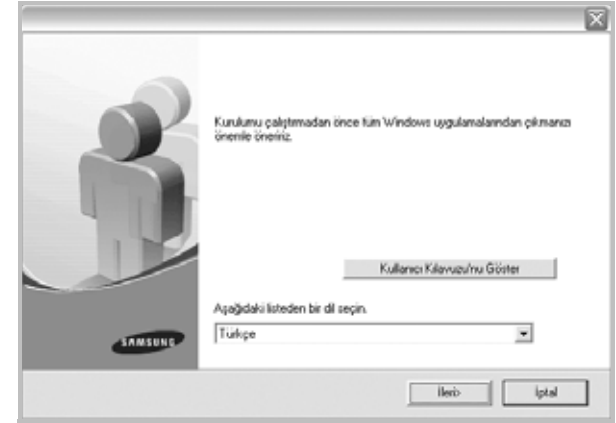 Kurulumu çalıştırmadan önce tüm Windows uygulamalarından çıkmanızı
önemle öneririz.
Kullanıcı Kılavuzu'nu Göster
Aşağıdaki listeden bir dil seçin.
Türkçe
SAMSUNG
İleri>
İptal